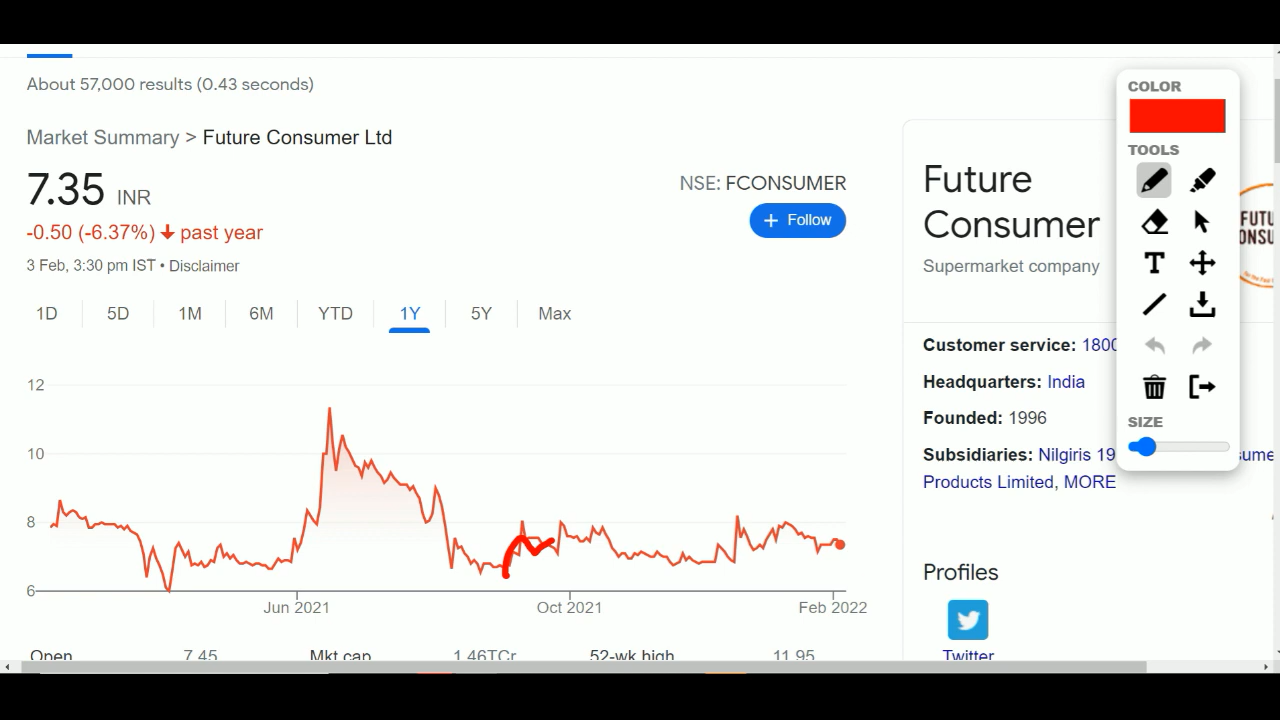 About 57,000 results (0.43 seconds)
Market Summary > Future Consumer Ltd
7.35 INR
-0.50 (-6.37%) past year
3 Feb, 3:30 pm IST • Disclaimer
NSE: FCONSUMER
+ Follow
1D 5D 1M 6M YTD 1Y 5Y Max
12
10
8
6
Jun 2021 Oct 2021 Feb 2022
Open 7.45 Mkt cap 1.46TCr 52-wk high 11.95
Future
Consumer
Supermarket company
Customer service: 1800
Headquarters: India
Founded: 1996
Subsidiaries: Nilgiris 19
Products Limited, MORE
Profiles
Twitter
COLOR
TOOLS
T
SIZE